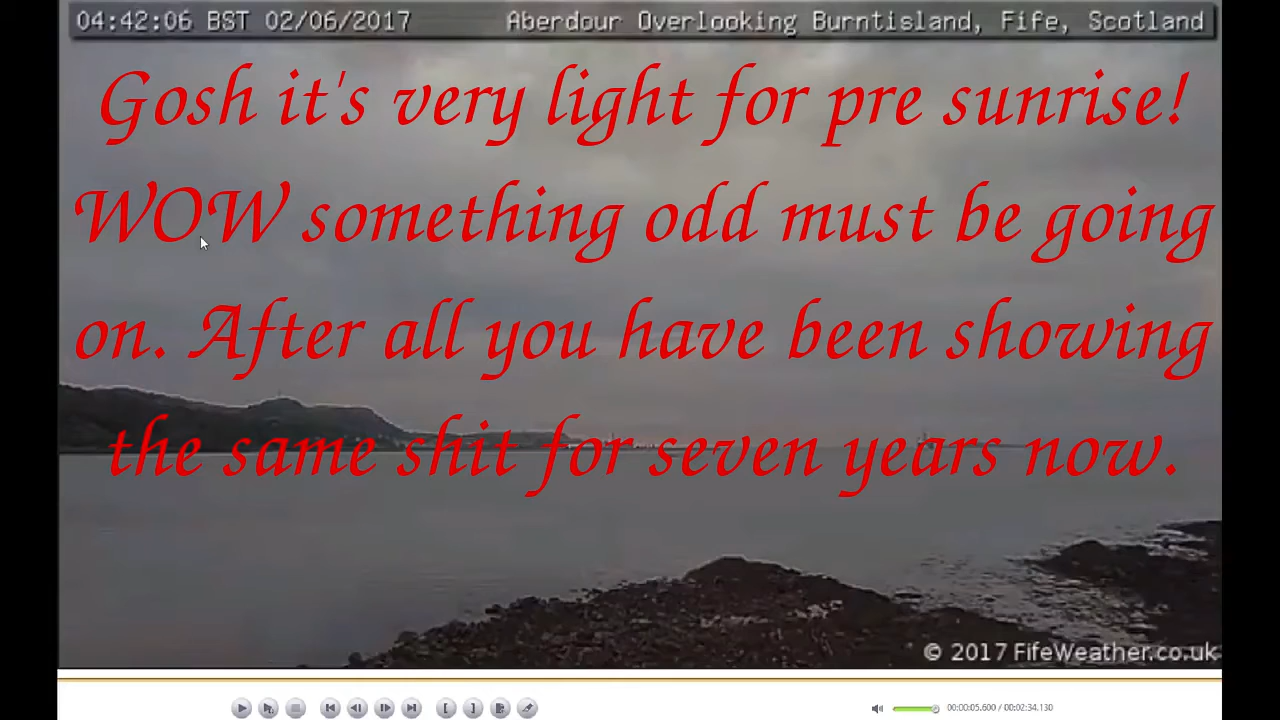 04:42:06 BST 02/06/2017 Aberdour Overlooking Burntisland, Fife, Scotland
Gosh it's very light for pre sunrise!
WOW something odd must be going
on. After all you have been showing
the same shit for seven years now.
© 2017 FifeWeather.co.uk
00:00:05.600 / 00:02:34.130